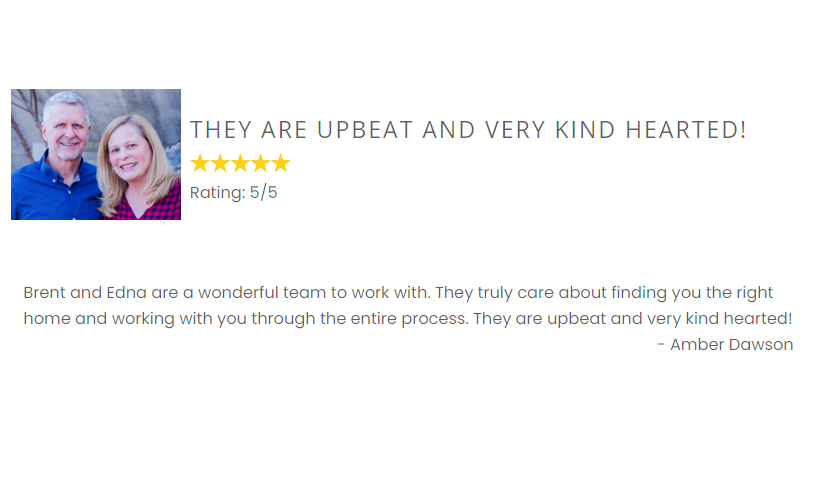 THEY ARE UPBEAT AND VERY KIND HEARTED!
Rating: 5/5
Brent and Edna are a wonderful team to work with. They truly care about finding you the right
home and working with you through the entire process. They are upbeat and very kind hearted!
- Amber Dawson